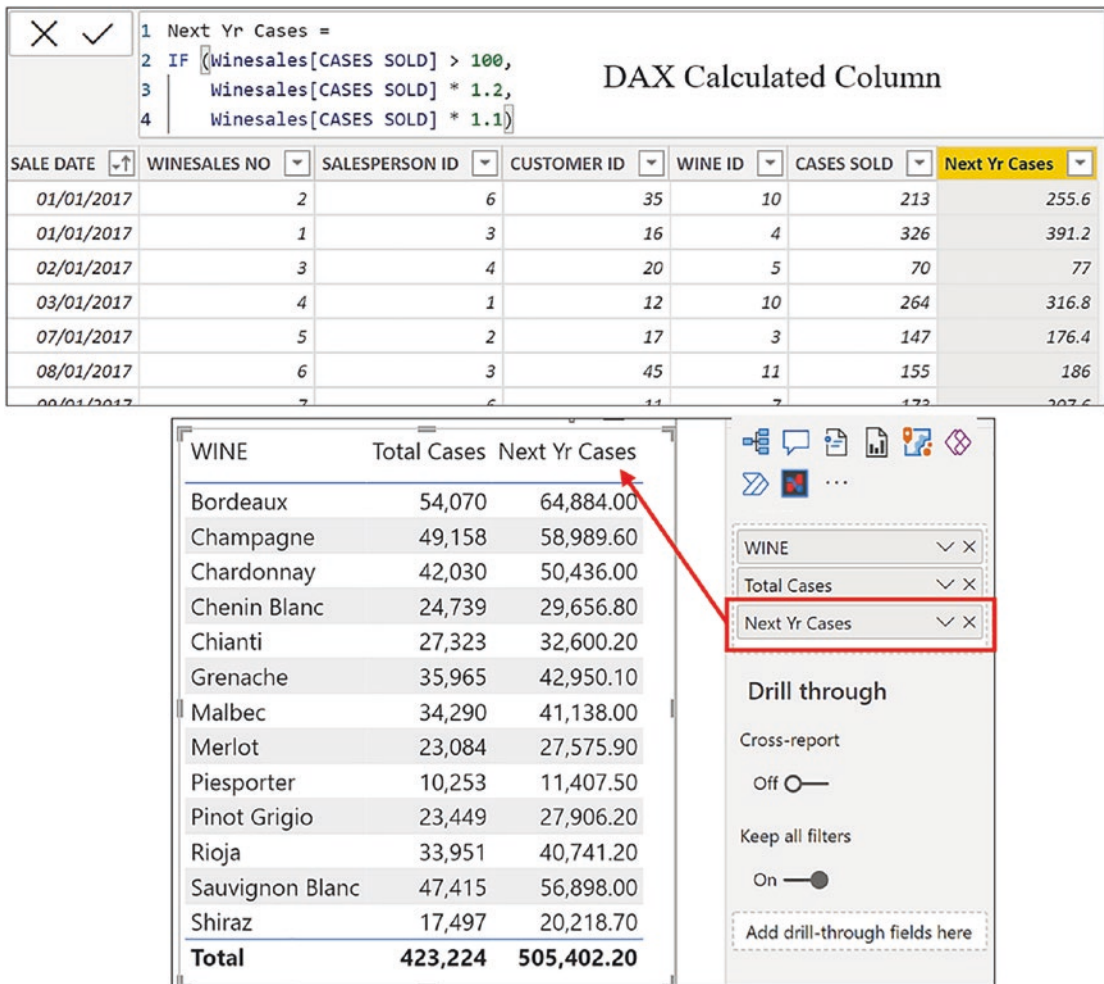 1 Next Yr Cases =
2 IF (Winesales[CASES SOLD] > 100,
3 Winesales[CASES SOLD] * 1.2,
4 Winesales[CASES SOLD] * 1.1)
DAX Calculated Column
SALE DATE WINESALES NO SALESPERSON ID CUSTOMER ID WINE ID CASES SOLD Next Yr Cases
01/01/2017 2 6 35 10 213 255.6
01/01/2017 1 3 16 4 326 391.2
02/01/2017 3 4 20 5 70 77
03/01/2017 4 1 12 10 264 316.8
07/01/2017 5 2 17 3 147 176.4
08/01/2017 6 3 45 11 155 186
WINE Total Cases Next Yr Cases
Bordeaux 54,070 64,884.00
Champagne 49,158 58,989.60
Chardonnay 42,030 50,436.00
Chenin Blanc 24,739 29,656.80
Chianti 27,323 32,600.20
Grenache 35,965 42,950.10
Malbec 34,290 41,138.00
Merlot 23,084 27,575.90
Piesporter 10,253 11,407.50
Pinot Grigio 23,449 27,906.20
Rioja 33,951 40,741.20
Sauvignon Blanc 47,415 56,898.00
Shiraz 17,497 20,218.70
Total 423,224 505,402.20
WINE
Total Cases
Next Yr Cases
Drill through
Cross-report
Off
Keep all filters
On
Add drill-through fields here